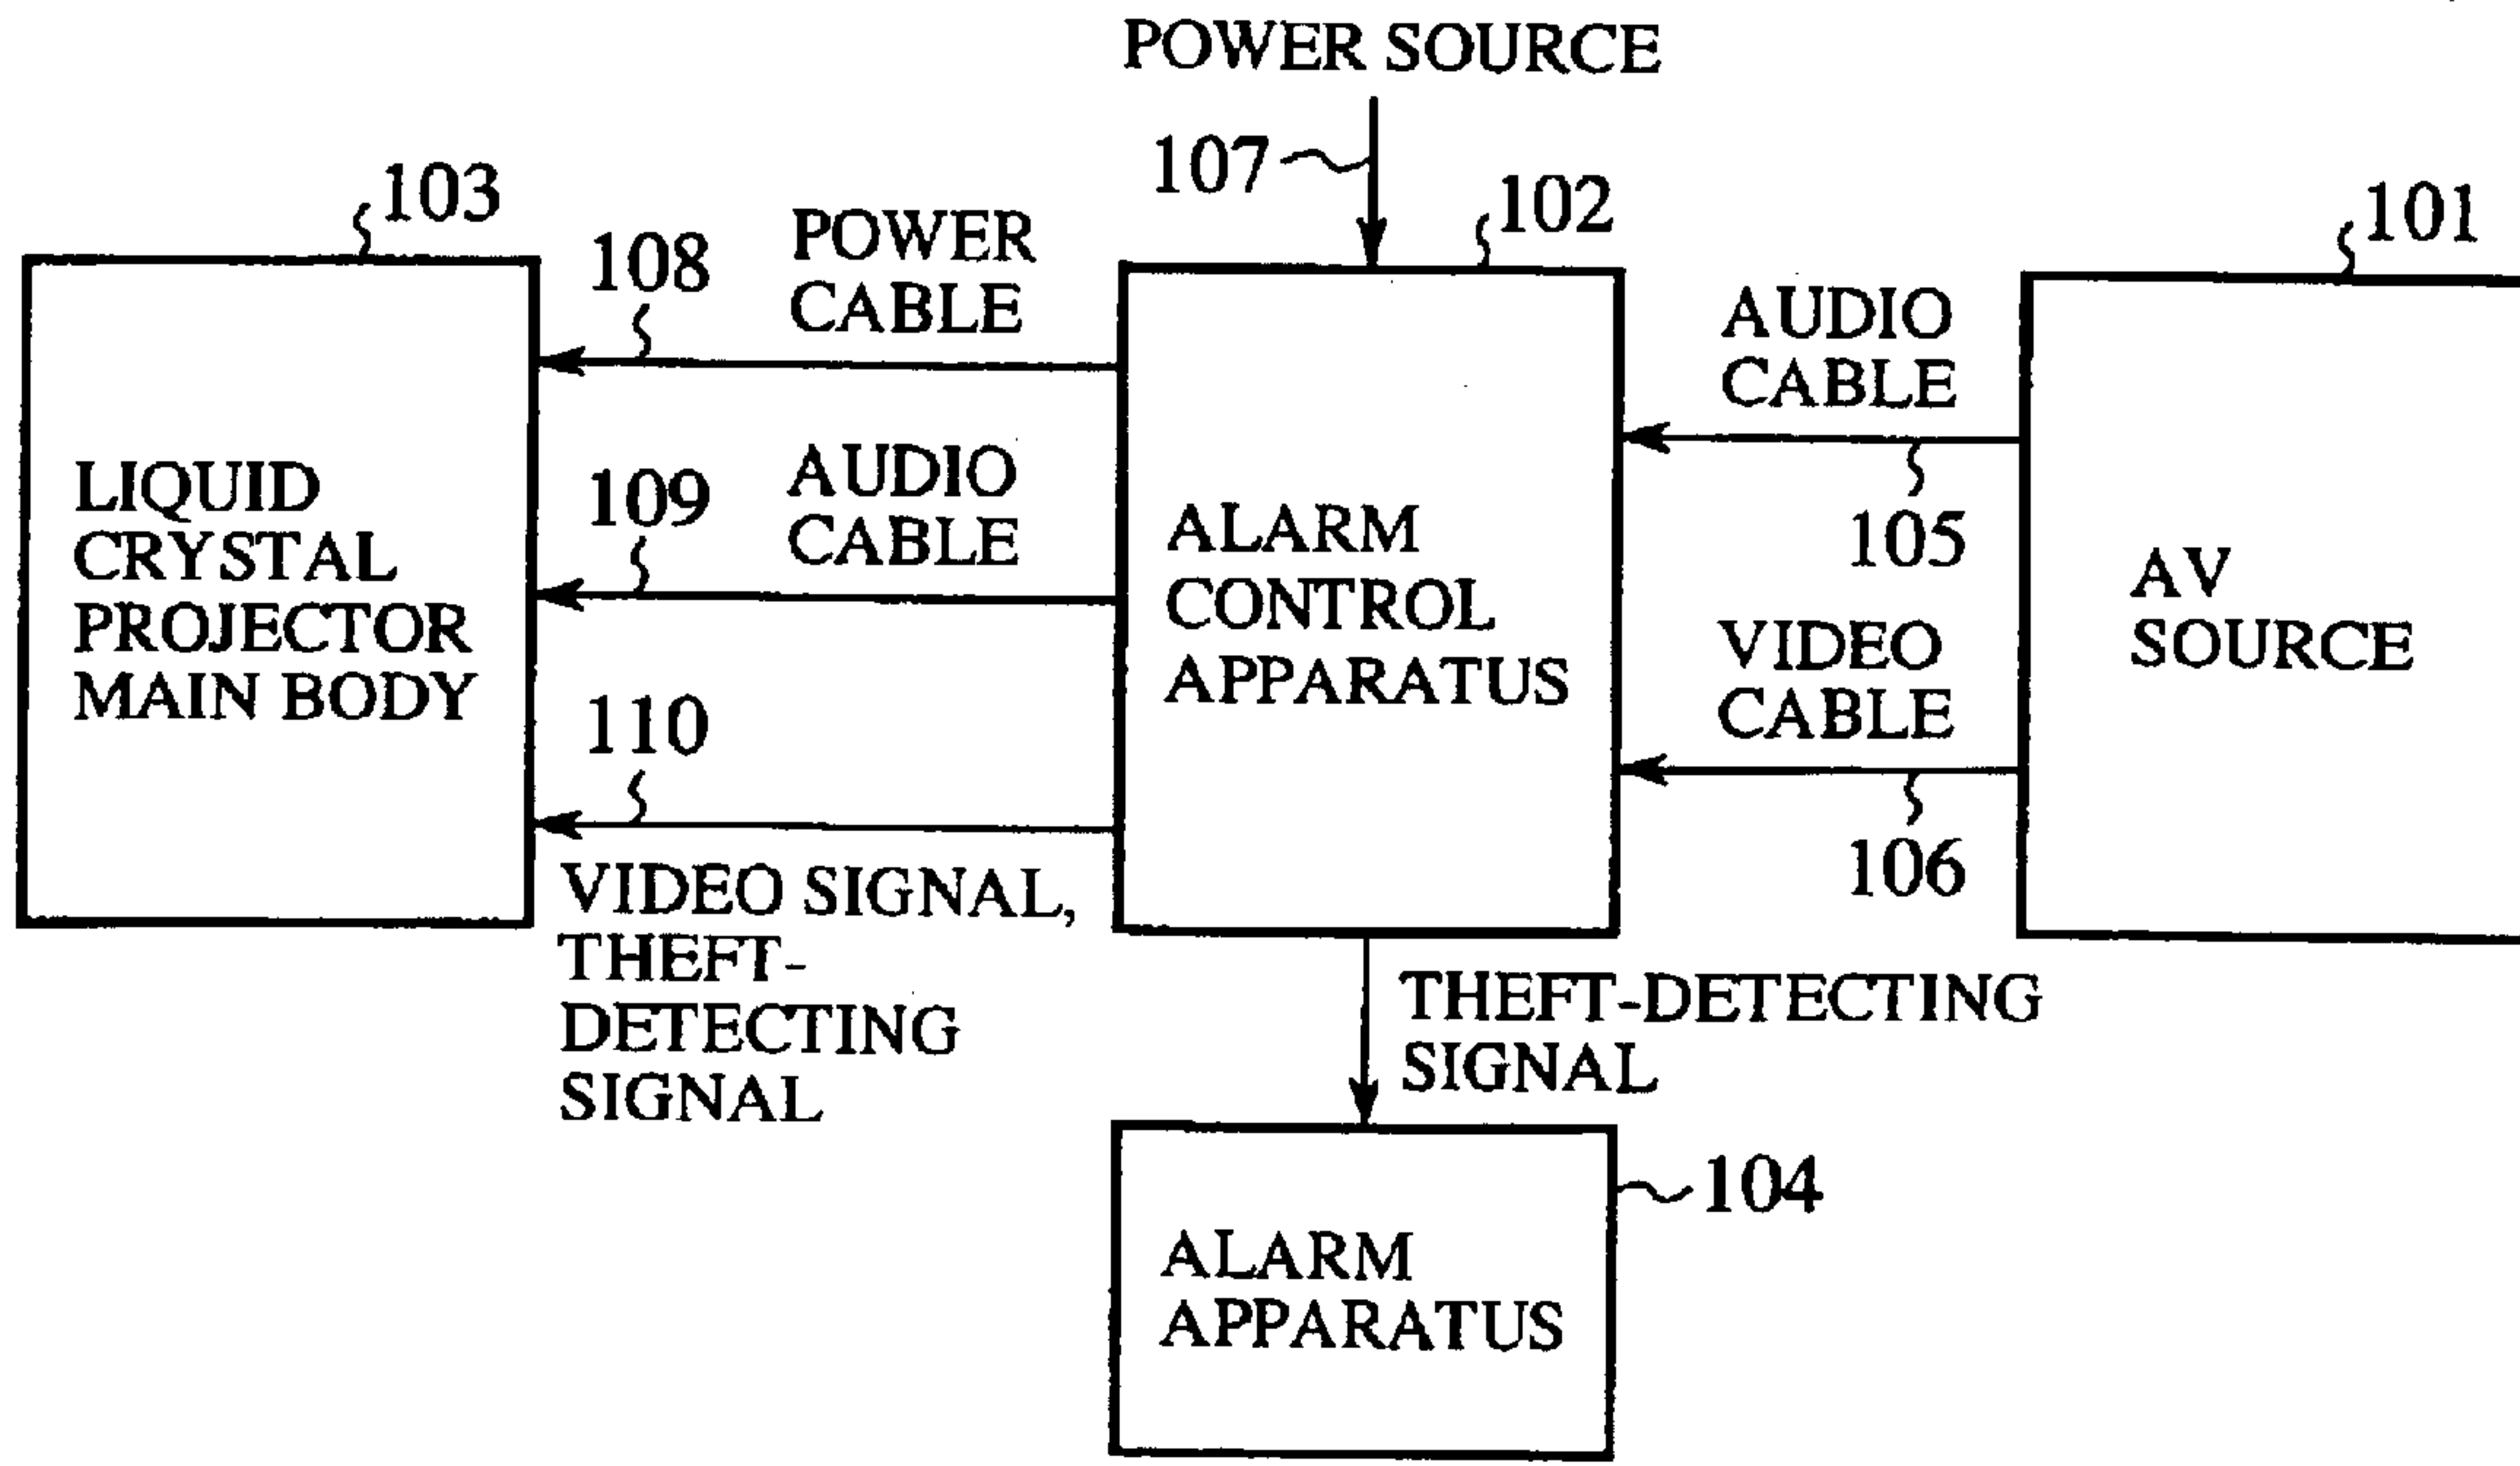 POWER SOURCE
107
102
103
101
108
POWER
CABLE
AUDIO
CABLE
105
109
AUDIO
CABLE
LIQUID
CRYSTAL
PROJECTOR
MAIN BODY
ALARM
CONTROL
APPARATUS
AV
SOURCE
VIDEO
CABLE
106
110
VIDEO SIGNAL,
THEFT-
DETECTING
SIGNAL
THEFT-DETECTING
SIGNAL
104
ALARM
APPARATUS